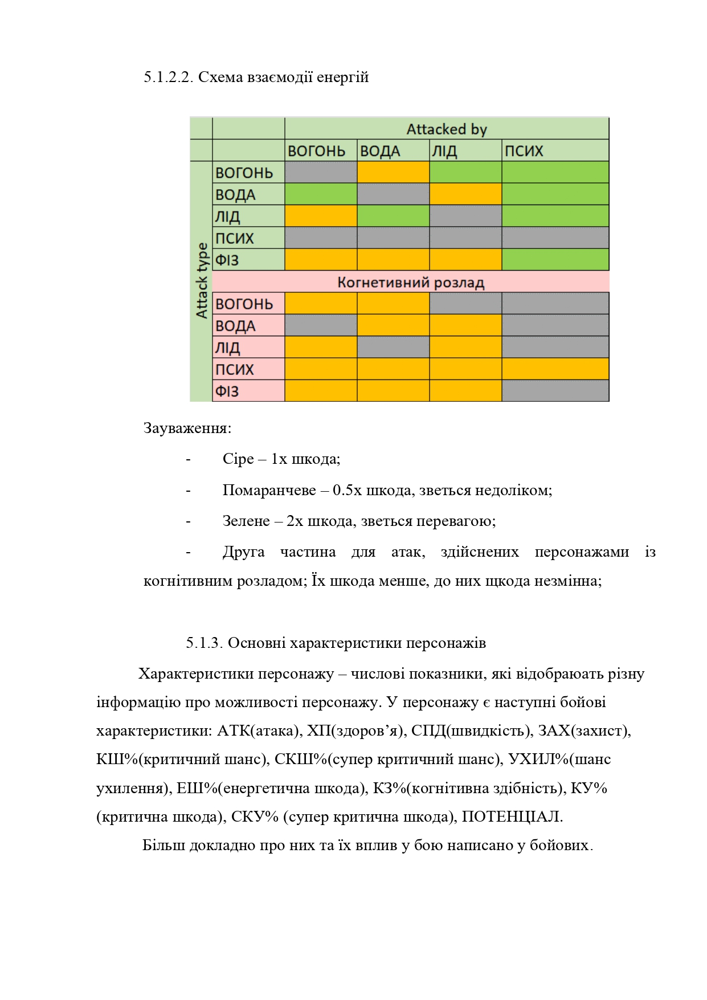 5.1.2.2. Схема взаємодії енергій
Attacked by
ВОГОНЬ ВОДА ЛІД ПСИХ
Attack type
ВОГОНЬ
ВОДА
ЛІД
ПСИХ
ФІЗ
Когнетивний розлад
ВОГОНЬ
ВОДА
ЛІД
ПСИХ
ФІЗ
Зауваження:
- Сіре – 1х шкода;
- Помаранчеве – 0.5х шкода, зветься недоліком;
- Зелене – 2х шкода, зветься перевагою;
- Друга частина для атак, здійснених персонажами із
когнітивним розладом; Їх шкода менше, до них щкода незмінна;
5.1.3. Основні характеристики персонажів
Характеристики персонажу – числові показники, які відобраюать різну
інформацію про можливості персонажу. У персонажу є наступні бойові
характеристики: АТК(атака), ХП(здоров’я), СПД(швидкість), ЗАХ(захист),
КШ%(критичний шанс), СКШ%(супер критичний шанс), УХИЛ%(шанс
ухилення), ЕШ%(енергетична шкода), КЗ%(когнітивна здібність), КУ%
(критична шкода), СКУ% (супер критична шкода), ПОТЕНЦІАЛ.
Більш докладно про них та їх вплив у бою написано у бойових.